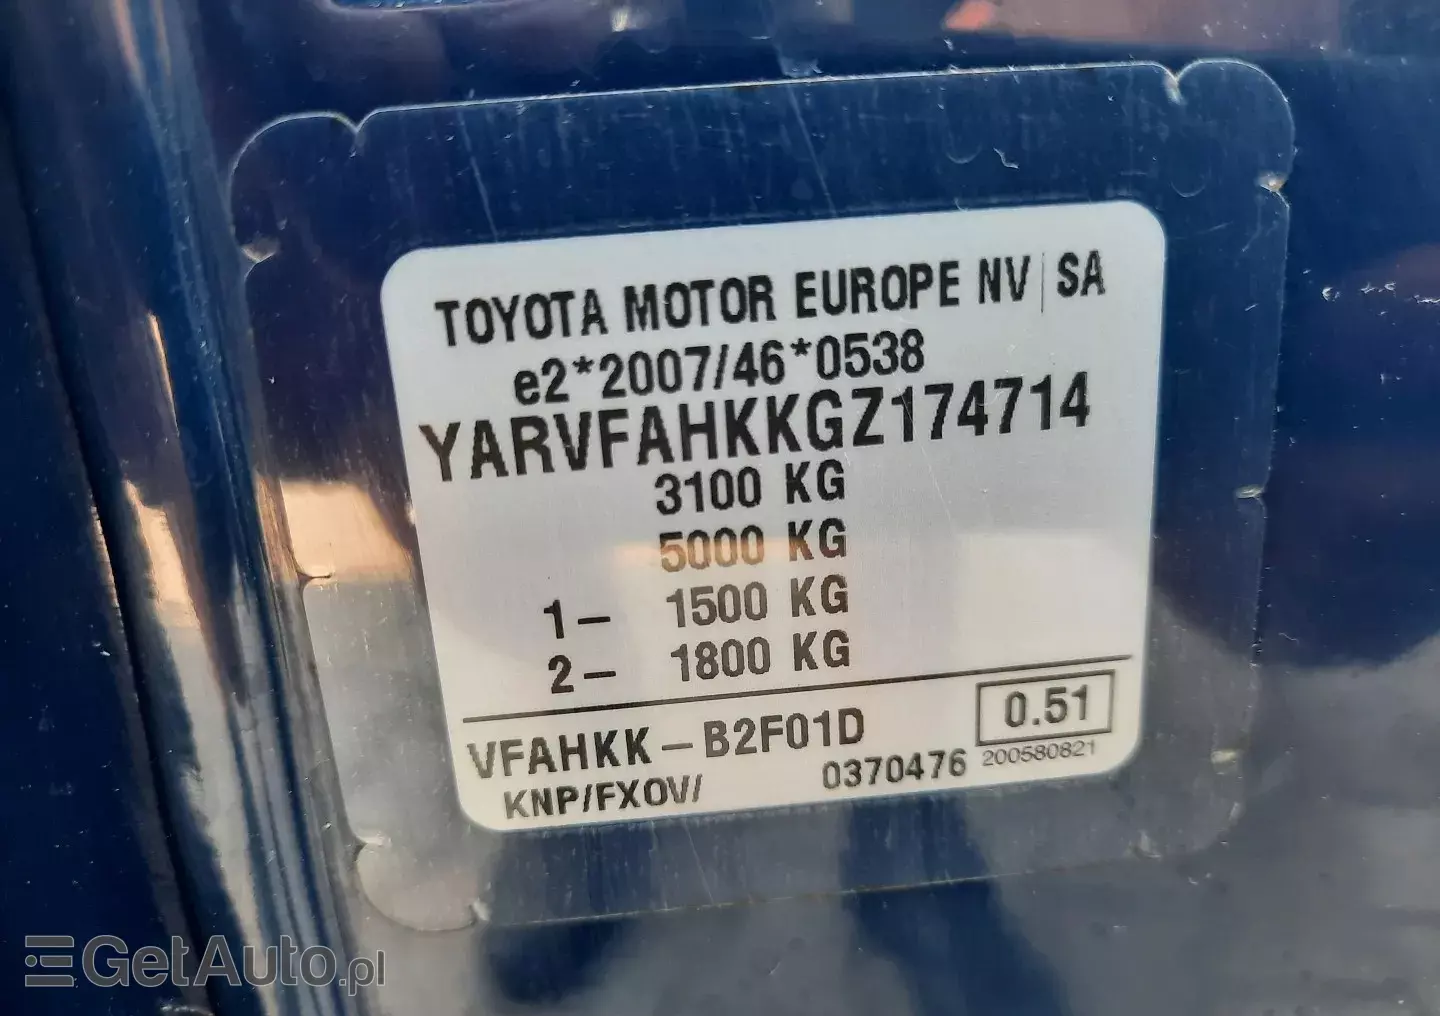 TOYOTA MOTOR EUROPE NV SA
e2*2007/46*0538
YARVFAHKKGZ174714
3100 KG
5000 KG
1- 1500 KG
2- 1800 KG
VFAHKK-B2F01D
0.51
KNP/FXOV/
0370476
200580821
GetAuto.pl